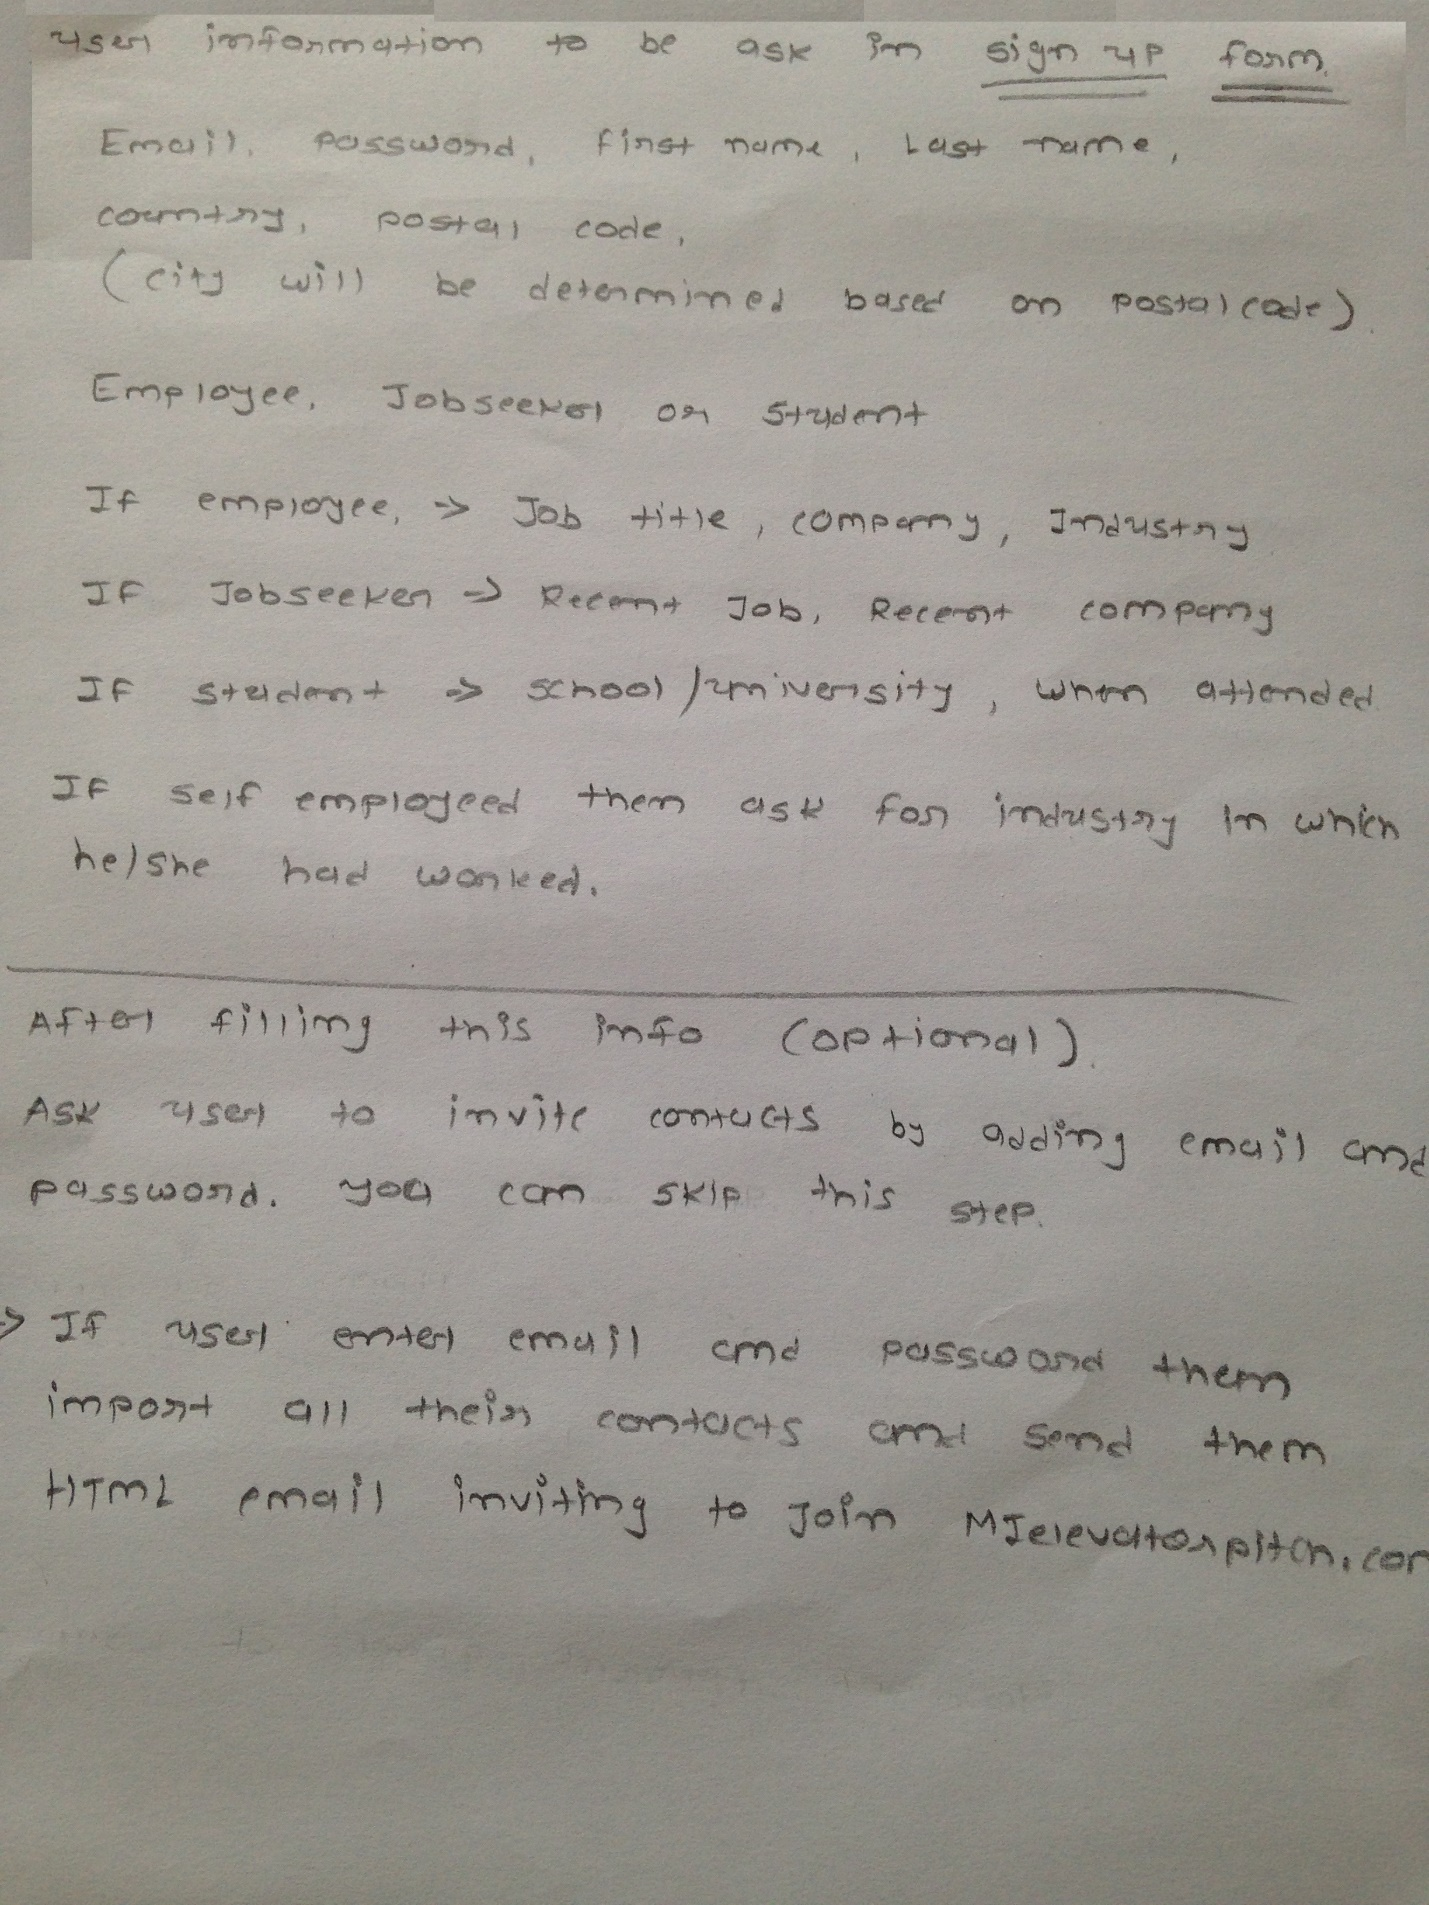 user information to be ask in sign up form.
Email, password, first name, Last name,
country, postal code,
(city will be determined based on postalcode).
Employee, Jobseeker or student
If employee, => Job title, company, Industry
If Jobseeker => Recent Job, Recent company
If student => school/university, when attended
If self employeed then ask for industry in which
he/she had worked.
After filling this info (optional).
Ask user to invite contacts by adding email and
password. you can skip this step.
=> If user enter email and password them
import all their contacts and send them
HTML email inviting to join MJelevatorpitch.com